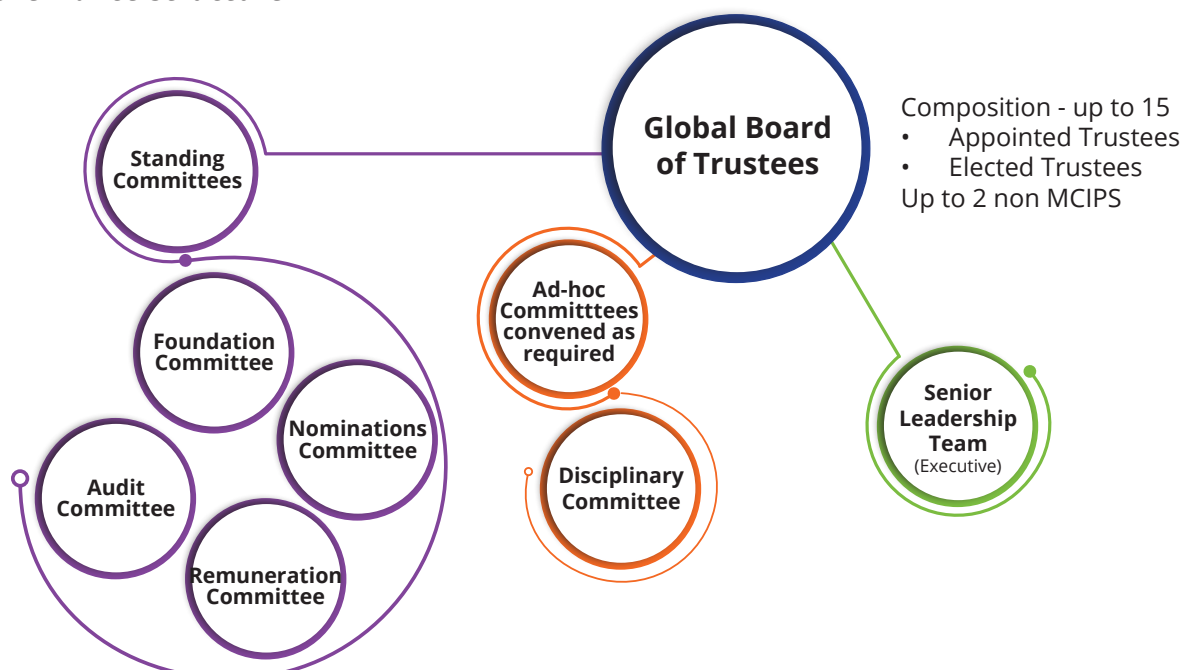 Global Board
of Trustees
Composition - up to 15
• Appointed Trustees
• Elected Trustees
Up to 2 non MCIPS
Standing
Committees
Ad-hoc
Committtees
convened as
required
Foundation
Committee
Nominations
Committee
Audit
Committee
Remuneration
Committee
Disciplinary
Committee
Senior
Leadership
Team
(Executive)